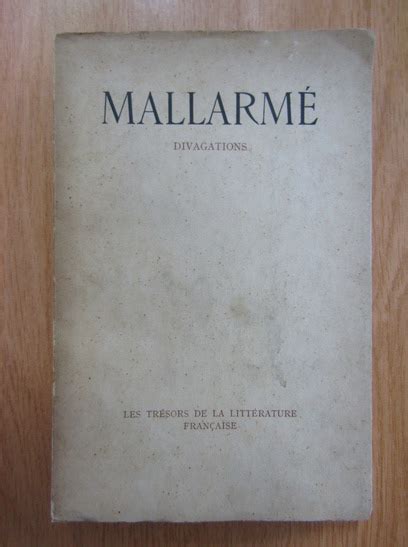 MALLARMÉ
DIVAGATIONS
LES TRÉSORS DE LA LITTÉRATURE
FRANÇAISE